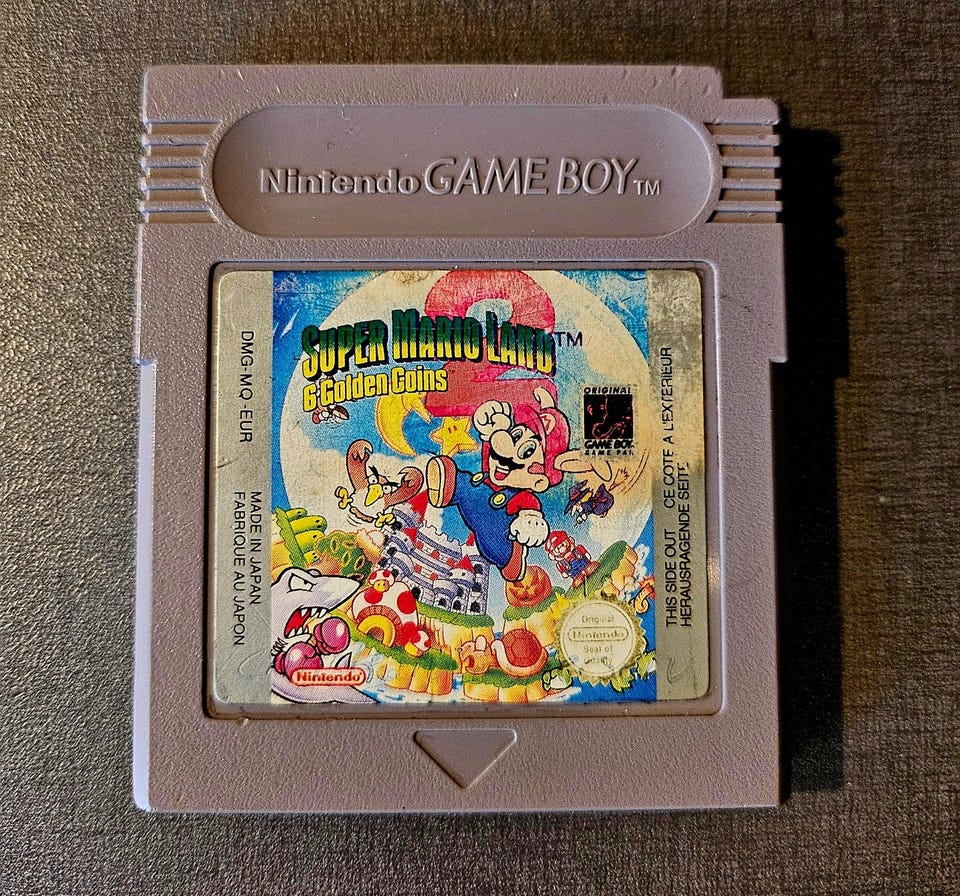 Nintendo GAME BOY TM
2
SUPER MARIO LAND TM
6 Golden Coins
ORIGINAL
GAME BOY
GAME PAK
DMG-MQ-EUR
MADE IN JAPAN
FABRIQUE AU JAPON
THIS SIDE OUT CE COTE A L'EXTERIEUR
HERAUSRAGENDE SEITE
Original
Nintendo
Seal of
Quality
Nintendo